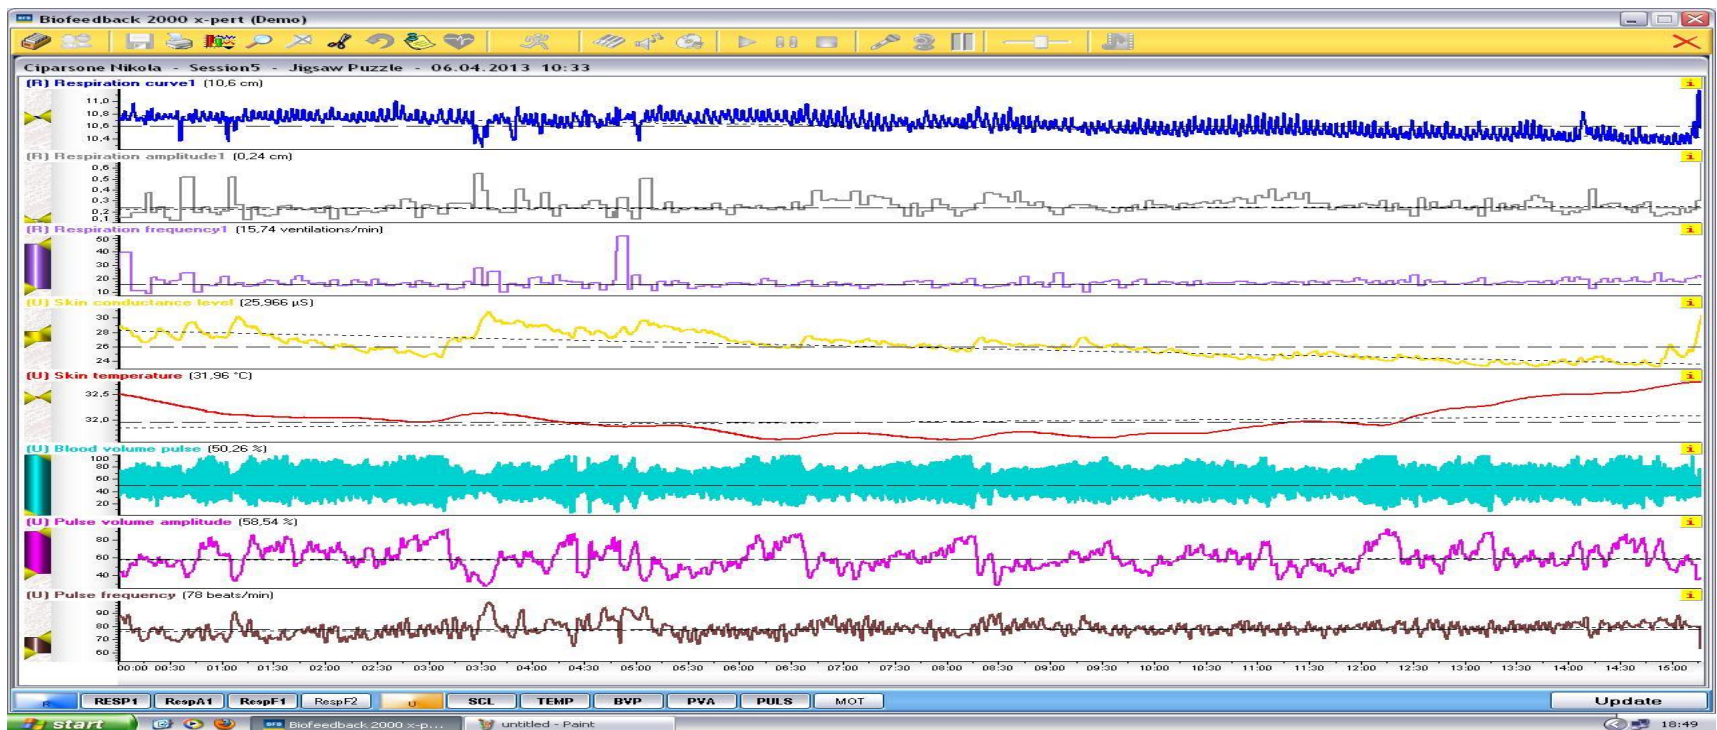 Biofeedback 2000 x-pert (Demo)
Ciparsone Nikola - Session5 - Jigsaw Puzzle - 06.04.2013 10:33
(R) Respiration curve1 (10,6 cm)
11,0
10,8
10,6
10,4
(R) Respiration amplitude1 (0,24 cm)
0,6
0,5
0,4
0,3
0,2
0,1
(R) Respiration frequency1 (15,74 ventilations/min)
50
40
30
20
10
(U) Skin conductance level (25,966 µS)
30
28
26
24
(U) Skin temperature (31,96 °C)
32,5
32,0
(U) Blood volume pulse (50,26 %)
100
80
60
40
20
(U) Pulse volume amplitude (58,54 %)
80
60
40
(U) Pulse frequency (78 beats/min)
90
80
70
60
00:00 00:30 01:00 01:30 02:00 02:30 03:00 03:30 04:00 04:30 05:00 05:30 06:00 06:30 07:00 07:30 08:00 08:30 09:00 09:30 10:00 10:30 11:00 11:30 12:00 12:30 13:00 13:30 14:00 14:30 15:00
R RESP1 RespA1 RespF1 RespF2 U SCL TEMP BVP PVA PULS MOT Update
start Biofeedback 2000 x-p... untitled - Paint 18:49